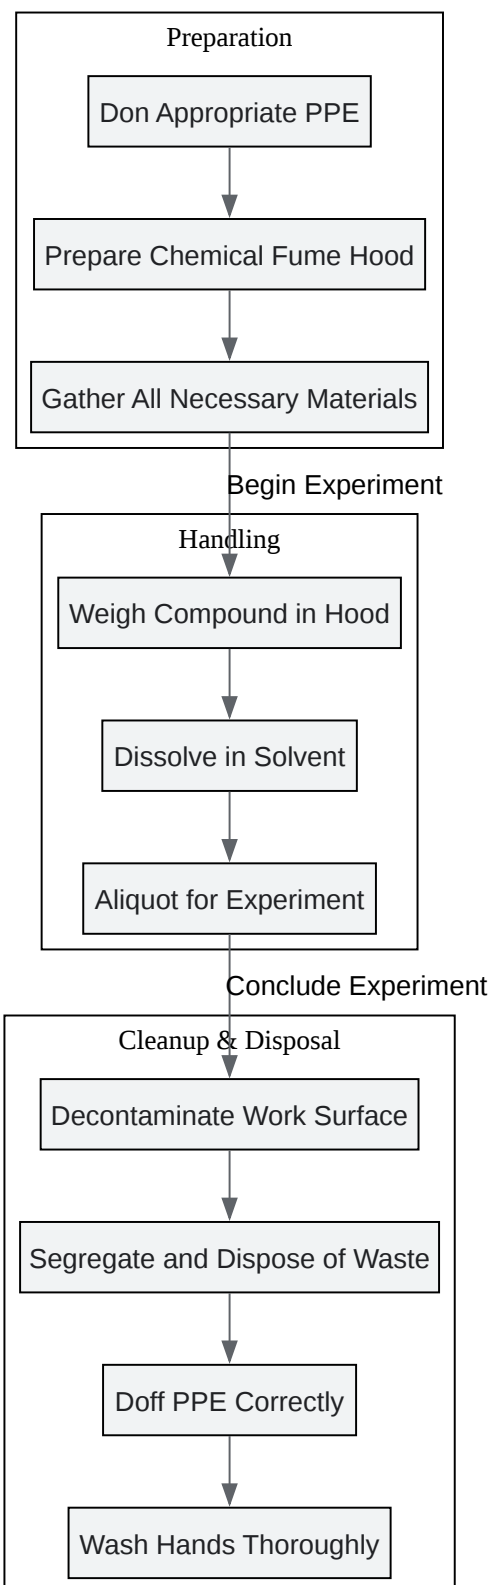 Preparation
Don Appropriate PPE
Prepare Chemical Fume Hood
Gather All Necessary Materials
Begin Experiment
Handling
Weigh Compound in Hood
Dissolve in Solvent
Aliquot for Experiment
Conclude Experiment
Cleanup & Disposal
Decontaminate Work Surface
Segregate and Dispose of Waste
Doff PPE Correctly
Wash Hands Thoroughly